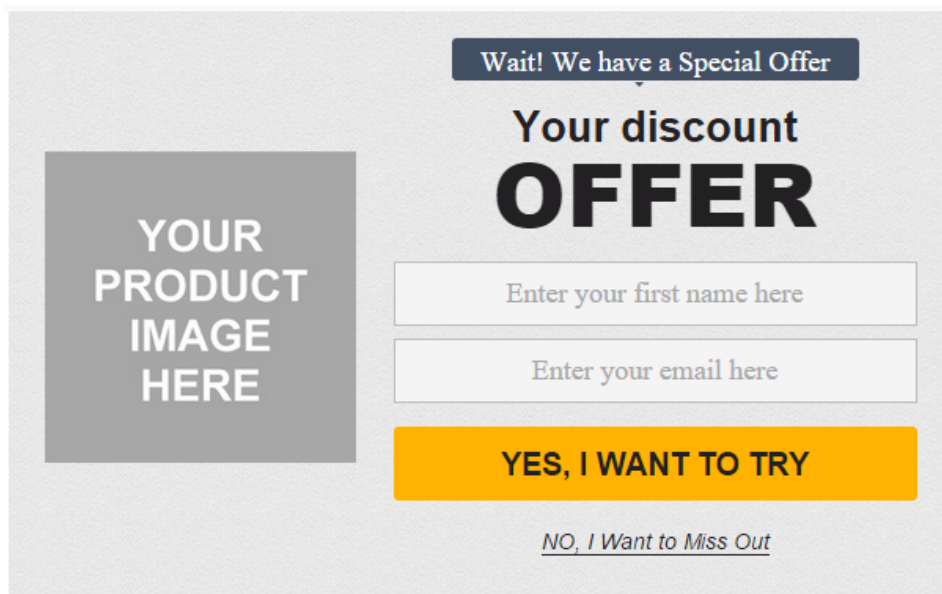 Wait! We have a Special Offer
Your discount
OFFER
YOUR
PRODUCT
IMAGE
HERE
Enter your first name here
Enter your email here
YES, I WANT TO TRY
NO, I Want to Miss Out